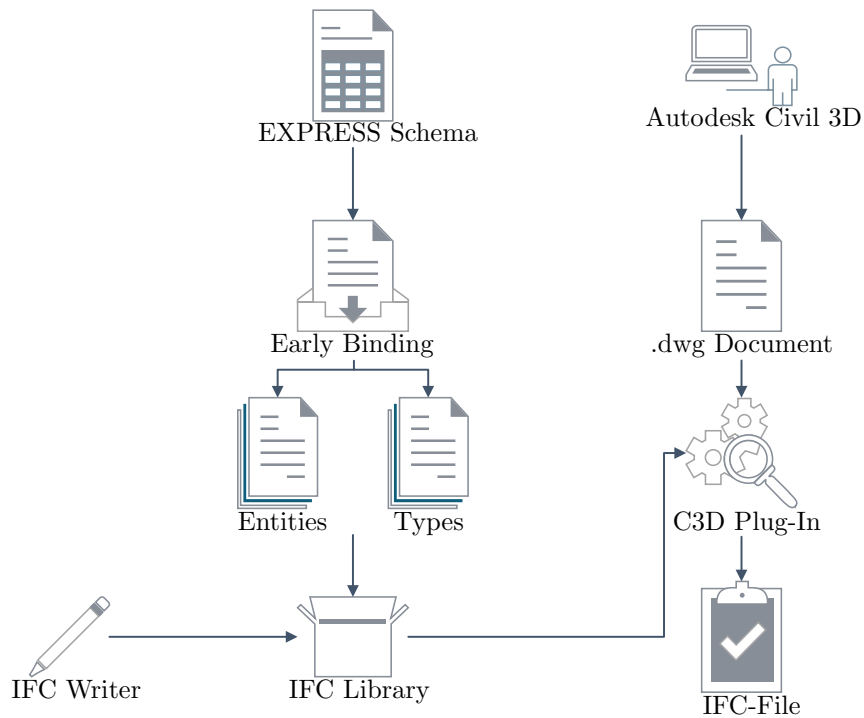 EXPRESS Schema
Autodesk Civil 3D
Early Binding
.dwg Document
Entities
Types
C3D Plug-In
IFC Writer
IFC Library
IFC-File